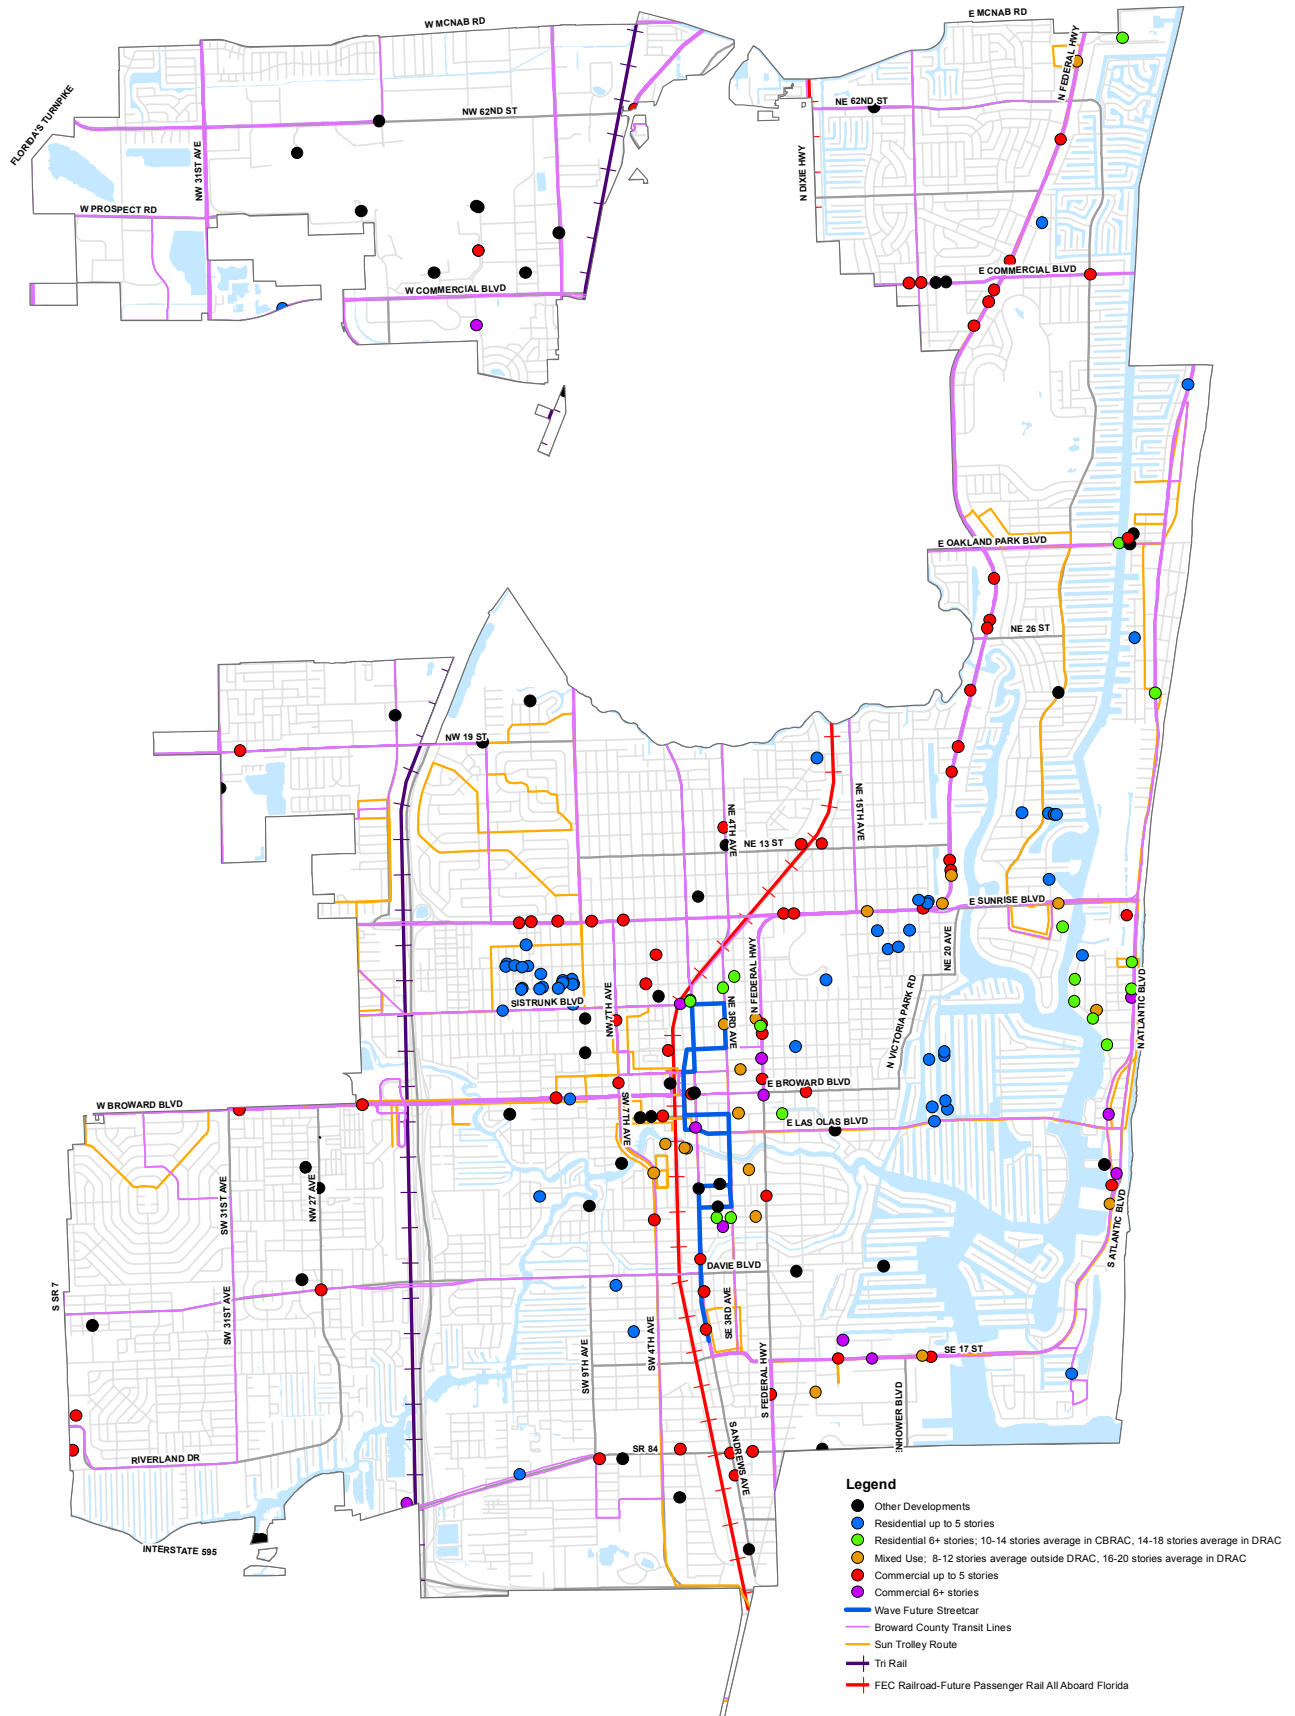 W MCNAB RD
E MCNAB RD
N FEDERAL HWY
FLORIDA'S TURNPIKE
NW 62ND ST
NE 62ND ST
NW 31ST AVE
N DIXIE HWY
W PROSPECT RD
E COMMERCIAL BLVD
W COMMERCIAL BLVD
E OAKLAND PARK BLVD
NE 26 ST
NW 19 ST
NE 4TH AVE
NE 15TH AVE
NE 13 ST
E SUNRISE BLVD
NE 20 AVE
N FEDERAL HWY
NW 7TH AVE
SISTRUNK BLVD
NE 3RD AVE
N VICTORIA PARK RD
N ATLANTIC BLVD
E BROWARD BLVD
W BROWARD BLVD
SW 7TH AVE
E LAS OLAS BLVD
SW 31ST AVE
NW 27 AVE
S ATLANTIC BLVD
DAVIE BLVD
S SR 7
SW 31ST AVE
SE 3RD AVE
SW 4TH AVE
SW 9TH AVE
S FEDERAL HWY
SE 17 ST
NHOWER BLVD
S ANDREWS AVE
SR 84
RIVERLAND DR
INTERSTATE 595
Legend
Other Developments
Residential up to 5 stories
Residential 6+ stories; 10-14 stories average in CBRAC, 14-18 stories average in DRAC
Mixed Use; 8-12 stories average outside DRAC, 16-20 stories average in DRAC
Commercial up to 5 stories
Commercial 6+ stories
Wave Future Streetcar
Broward County Transit Lines
Sun Trolley Route
Tri Rail
FEC Railroad-Future Passenger Rail All Aboard Florida